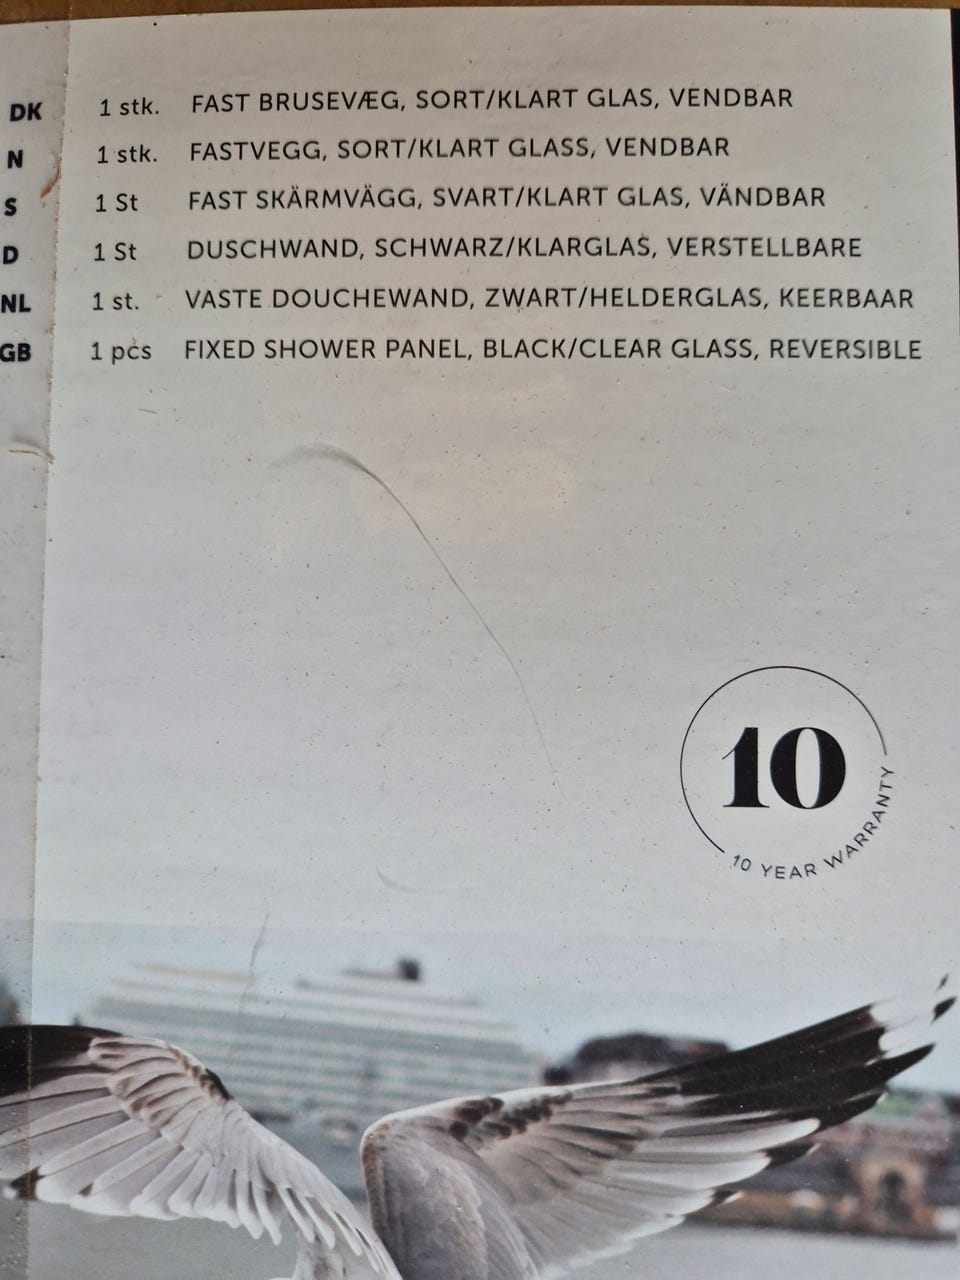 DK 1 stk. FAST BRUSEVÆG, SORT/KLART GLAS, VENDBAR
N 1 stk. FASTVEGG, SORT/KLART GLASS, VENDBAR
S 1 St FAST SKÄRMVÄGG, SVART/KLART GLAS, VÄNDBAR
D 1 St DUSCHWAND, SCHWARZ/KLARGLAS, VERSTELLBARE
NL 1 st. VASTE DOUCHEWAND, ZWART/HELDERGLAS, KEERBAAR
GB 1 pcs FIXED SHOWER PANEL, BLACK/CLEAR GLASS, REVERSIBLE
10
10 YEAR WARRANTY